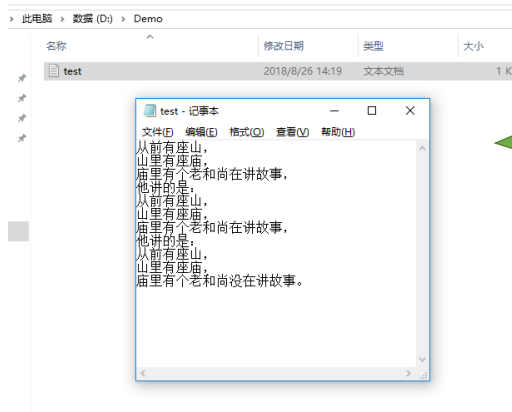 此电脑 › 数据 (D:) › Demo
名称 修改日期 类型 大小
test 2018/8/26 14:19 文本文档 1 K
test - 记事本
文件(F) 编辑(E) 格式(O) 查看(V) 帮助(H)
从前有座山，
山里有座庙，
庙里有个老和尚在讲故事，
他讲的是：
从前有座山，
山里有座庙，
庙里有个老和尚在讲故事，
他讲的是：
从前有座山，
山里有座庙，
庙里有个老和尚没在讲故事。